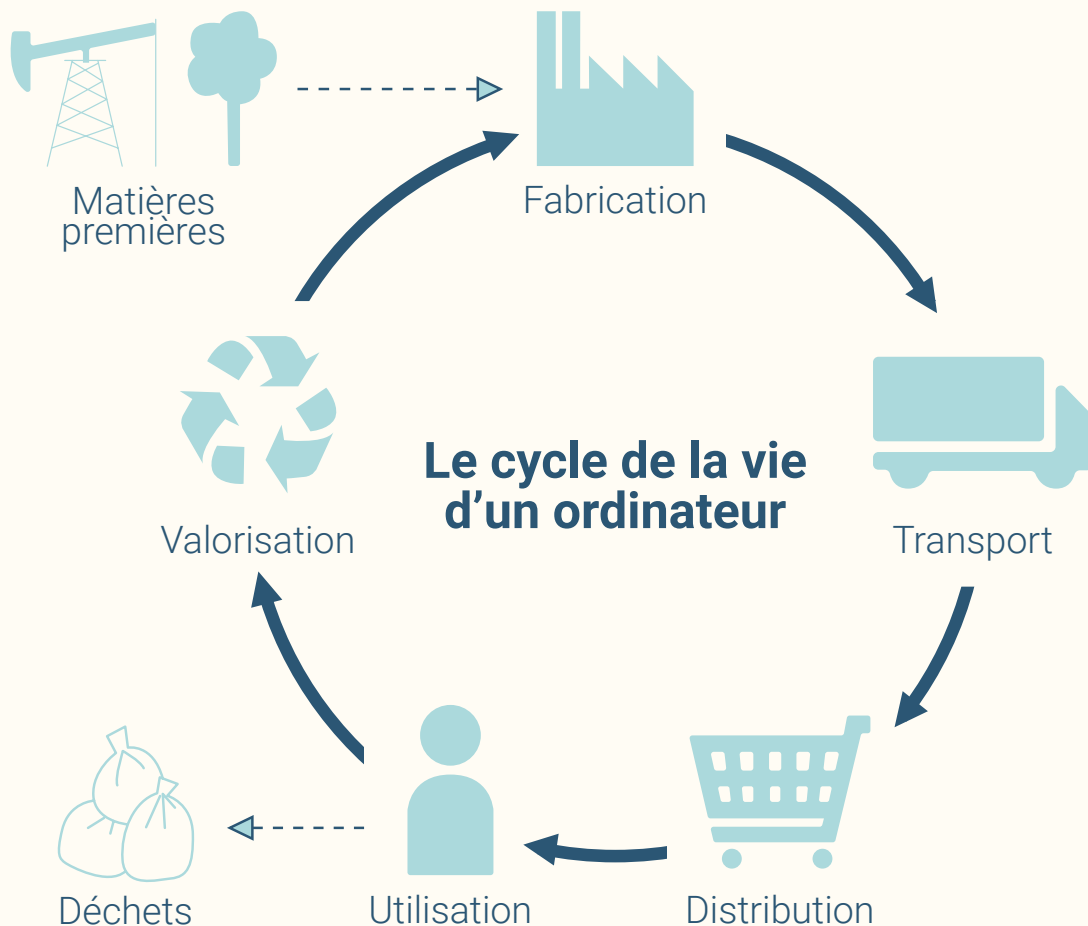 Matières
premières
Fabrication
Le cycle de la vie
d’un ordinateur
Valorisation
Transport
Déchets
Utilisation
Distribution